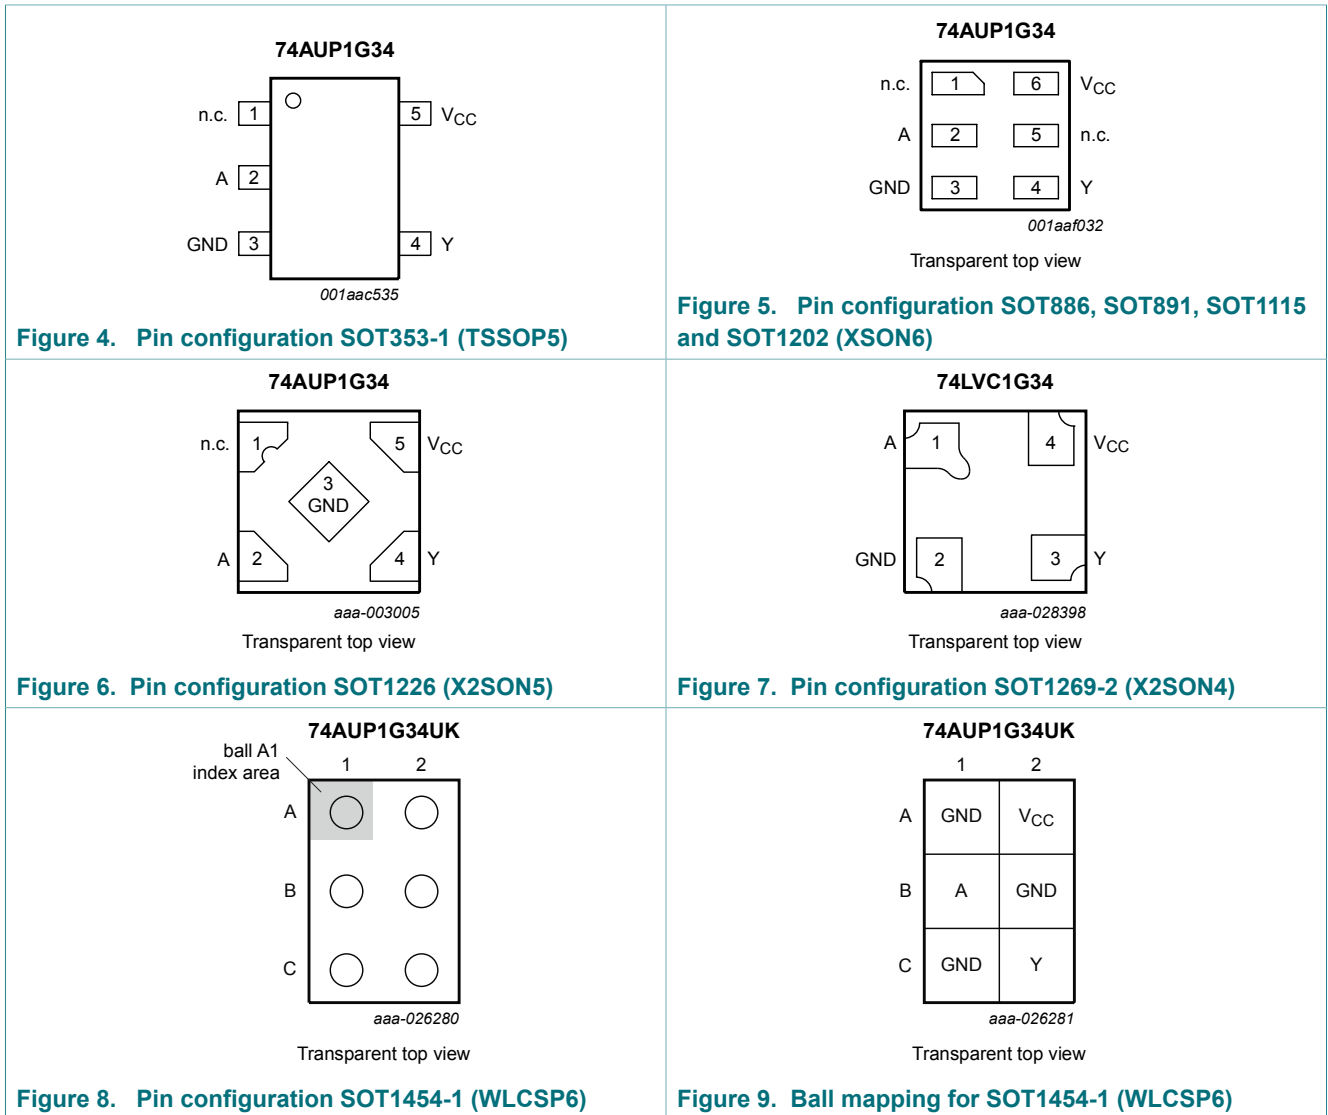 74AUP1G34
n.c. 1
5 VCC
A 2
GND 3
4 Y
001aac535
Figure 4. Pin configuration SOT353-1 (TSSOP5)
74AUP1G34
n.c. 1 6 VCC
A 2 5 n.c.
GND 3 4 Y
001aaf032
Transparent top view
Figure 5. Pin configuration SOT886, SOT891, SOT1115
and SOT1202 (XSON6)
74AUP1G34
n.c. 1 5 VCC
3
GND
A 2 4 Y
aaa-003005
Transparent top view
Figure 6. Pin configuration SOT1226 (X2SON5)
74LVC1G34
A 1 4 VCC
GND 2 3 Y
aaa-028398
Transparent top view
Figure 7. Pin configuration SOT1269-2 (X2SON4)
74AUP1G34UK
ball A1
index area
1 2
A
B
C
aaa-026280
Transparent top view
Figure 8. Pin configuration SOT1454-1 (WLCSP6)
74AUP1G34UK
1 2
A GND VCC
B A GND
C GND Y
aaa-026281
Transparent top view
Figure 9. Ball mapping for SOT1454-1 (WLCSP6)